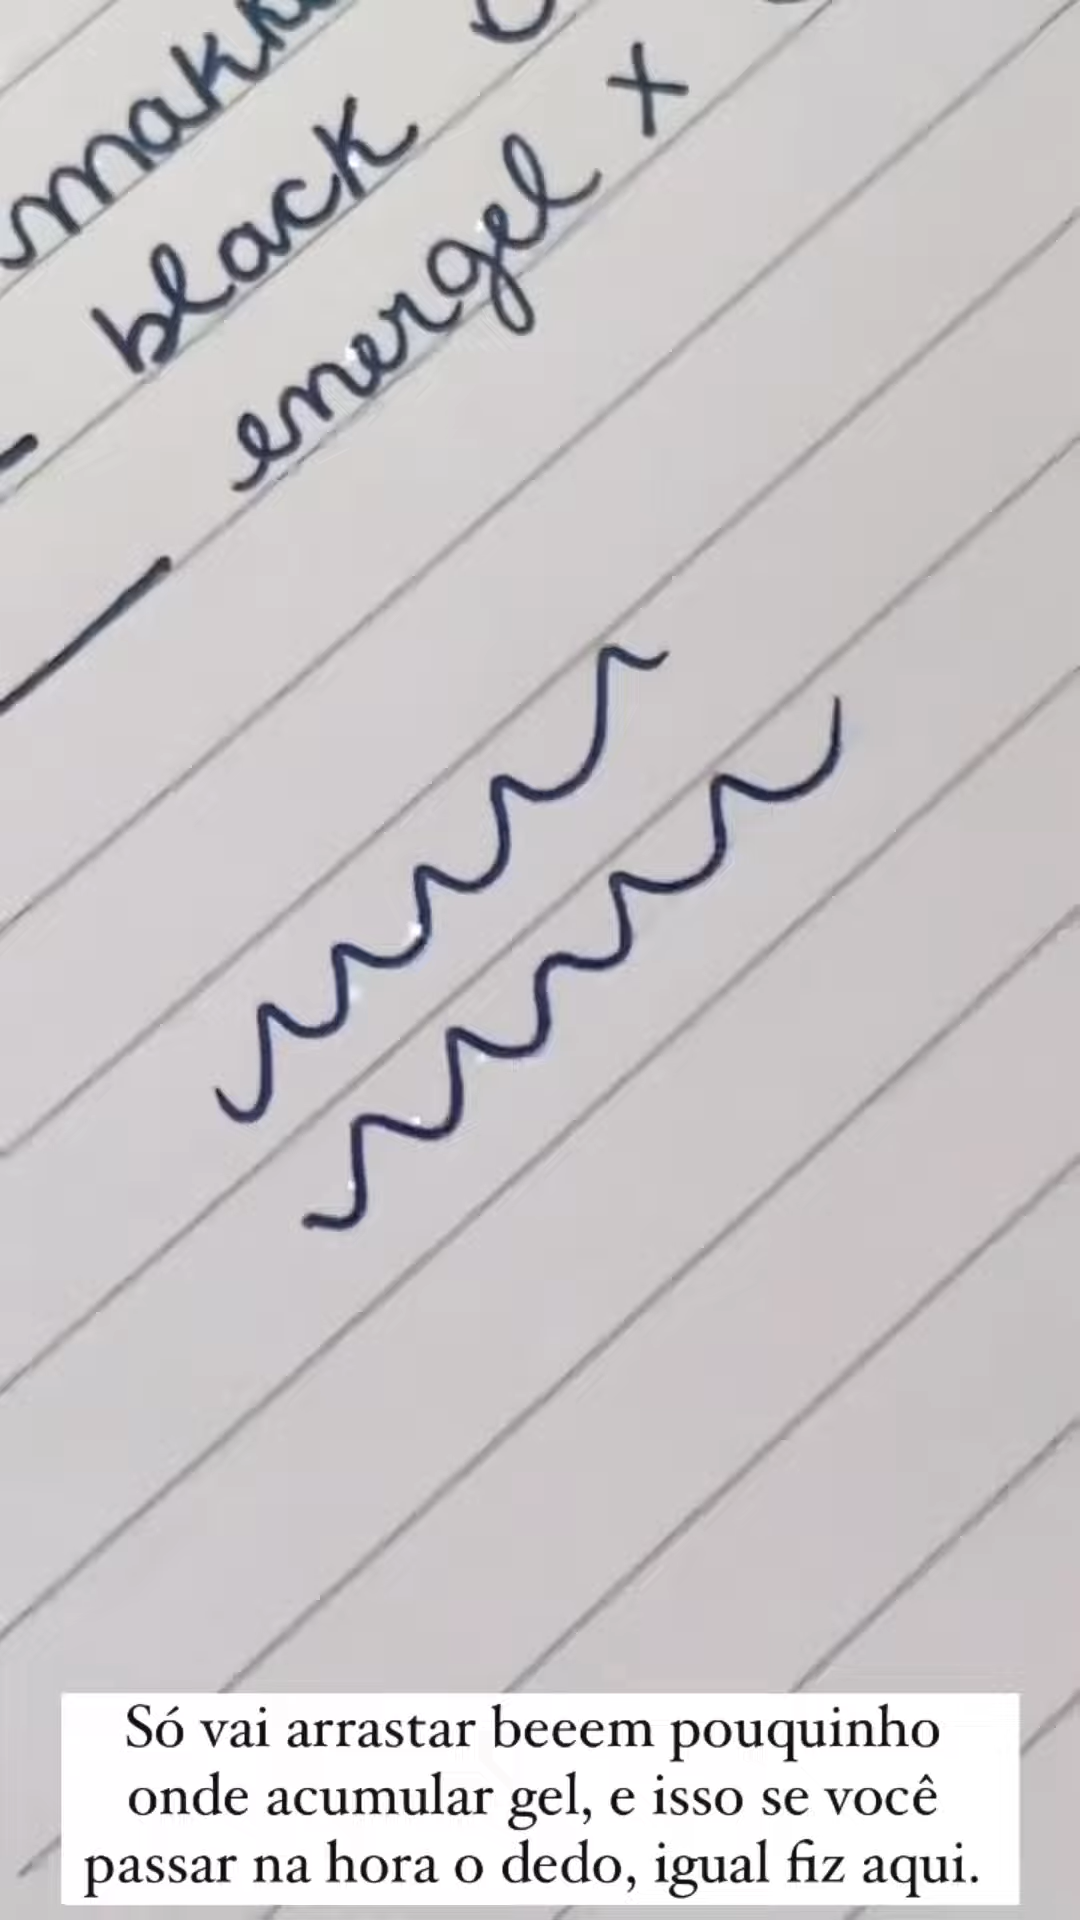 black
energel x
Só vai arrastar beeem pouquinho
onde acumular gel, e isso se você
passar na hora o dedo, igual fiz aqui.